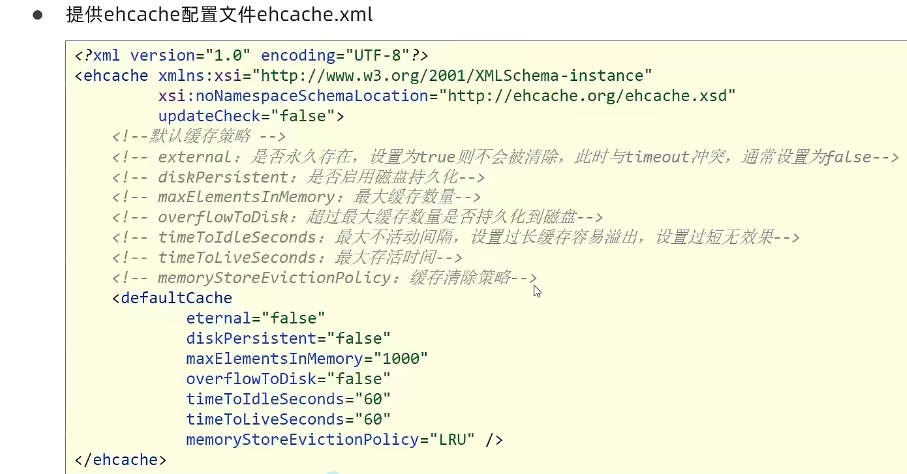 ● 提供ehcache配置文件ehcache.xml
<?xml version="1.0" encoding="UTF-8"?>
<ehcache xmlns:xsi="http://www.w3.org/2001/XMLSchema-instance"
xsi:noNamespaceSchemaLocation="http://ehcache.org/ehcache.xsd"
updateCheck="false">
<!--默认缓存策略 -->
<!-- external：是否永久存在，设置为true则不会被清除，此时与timeout冲突，通常设置为false-->
<!-- diskPersistent：是否启用磁盘持久化-->
<!-- maxElementsInMemory：最大缓存数量-->
<!-- overflowToDisk：超过最大缓存数量是否持久化到磁盘-->
<!-- timeToIdleSeconds：最大不活动间隔，设置过长缓存容易溢出，设置过短无效果-->
<!-- timeToLiveSeconds：最大存活时间-->
<!-- memoryStoreEvictionPolicy：缓存清除策略-->
<defaultCache
eternal="false"
diskPersistent="false"
maxElementsInMemory="1000"
overflowToDisk="false"
timeToIdleSeconds="60"
timeToLiveSeconds="60"
memoryStoreEvictionPolicy="LRU" />
</ehcache>